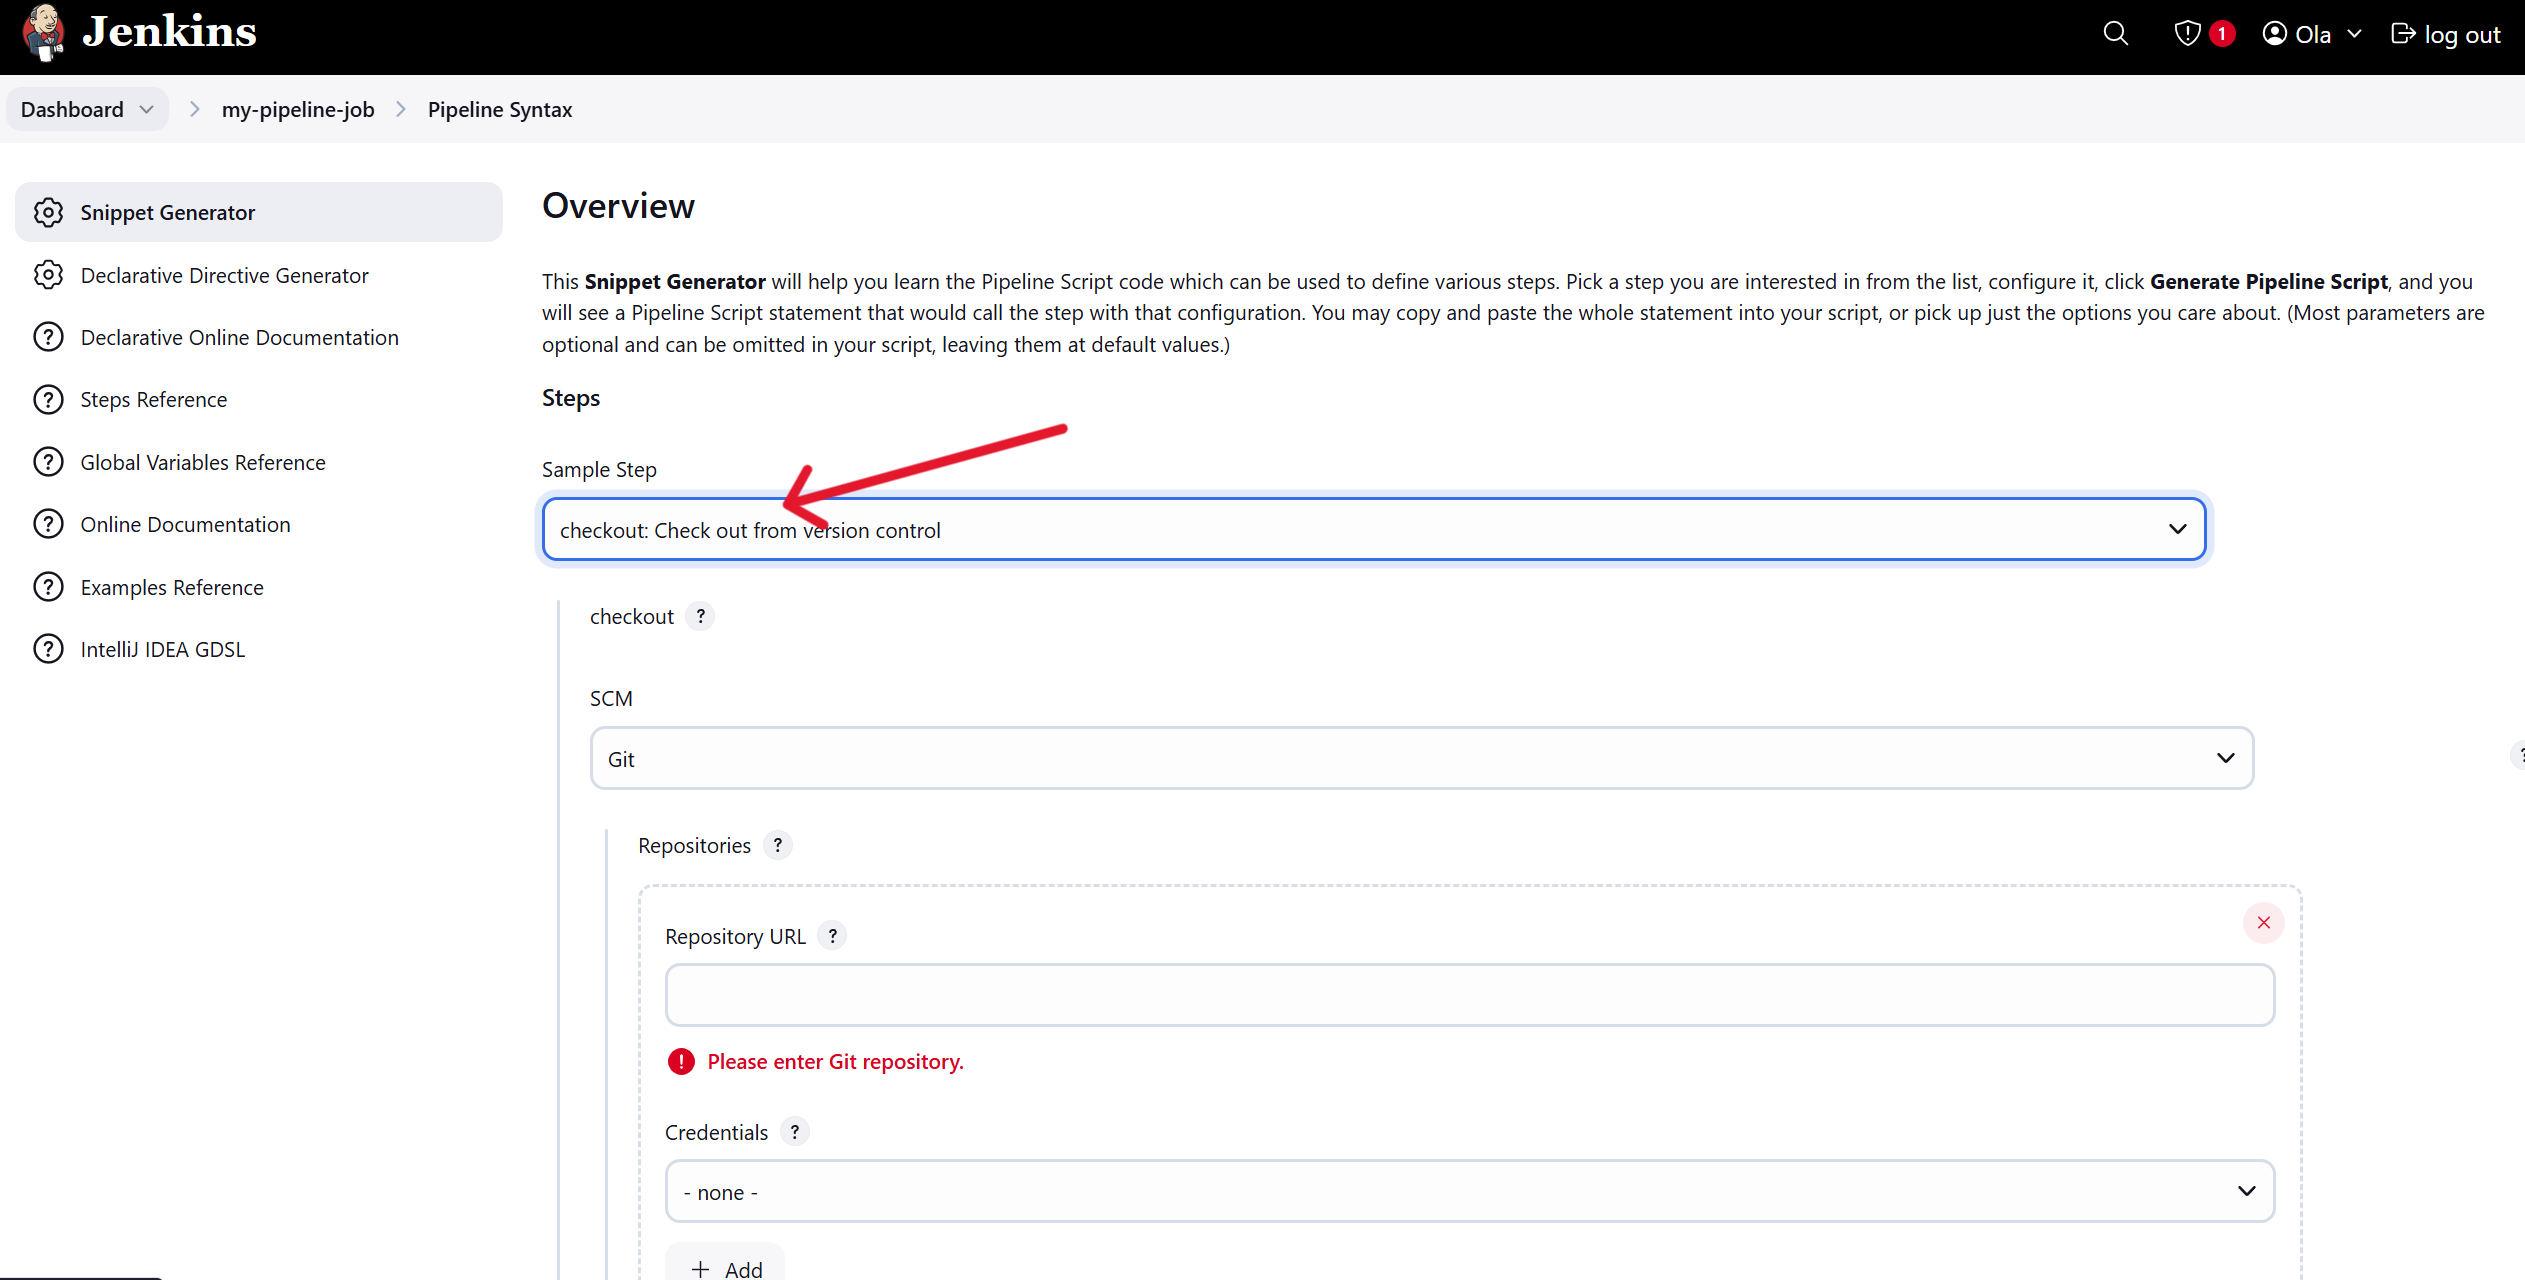 Jenkins
1
Ola
log out
Dashboard
my-pipeline-job
Pipeline Syntax
Snippet Generator
Declarative Directive Generator
Declarative Online Documentation
Steps Reference
Global Variables Reference
Online Documentation
Examples Reference
IntelliJ IDEA GDSL
Overview
This Snippet Generator will help you learn the Pipeline Script code which can be used to define various steps. Pick a step you are interested in from the list, configure it, click Generate Pipeline Script, and you
will see a Pipeline Script statement that would call the step with that configuration. You may copy and paste the whole statement into your script, or pick up just the options you care about. (Most parameters are
optional and can be omitted in your script, leaving them at default values.)
Steps
Sample Step
checkout: Check out from version control
checkout ?
SCM
Git
?
Repositories ?
Repository URL ?
Please enter Git repository.
Credentials ?
- none -
+ Add